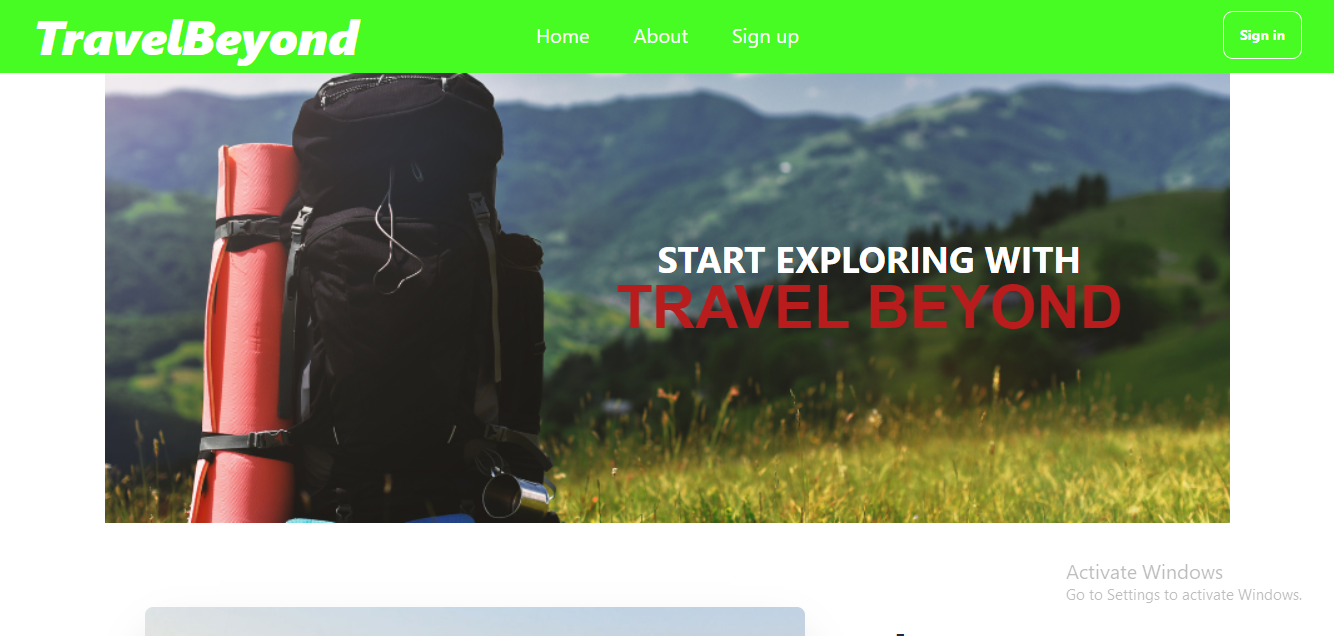 TravelBeyond
Home About Sign up
Sign in
START EXPLORING WITH
TRAVEL BEYOND
Activate Windows
Go to Settings to activate Windows.